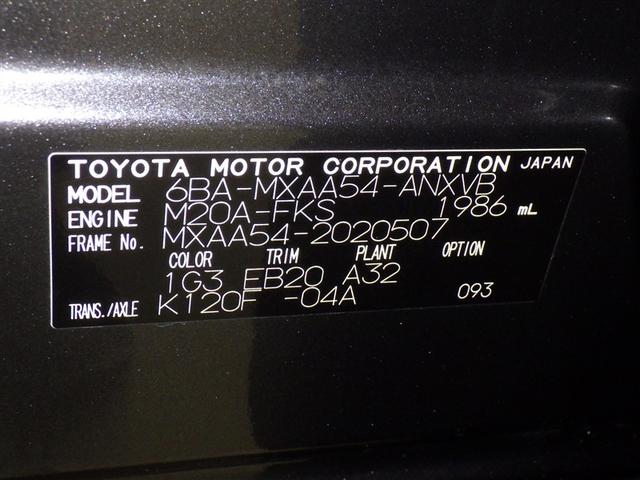 TOYOTA MOTOR CORPORATION JAPAN
MODEL 6BA-MXAA54-ANXVB
ENGINE M20A-FKS 1986 mL
FRAME No. MXAA54-2020507
COLOR TRIM PLANT OPTION
1G3 EB20 A32
TRANS./AXLE K120F -04A 093